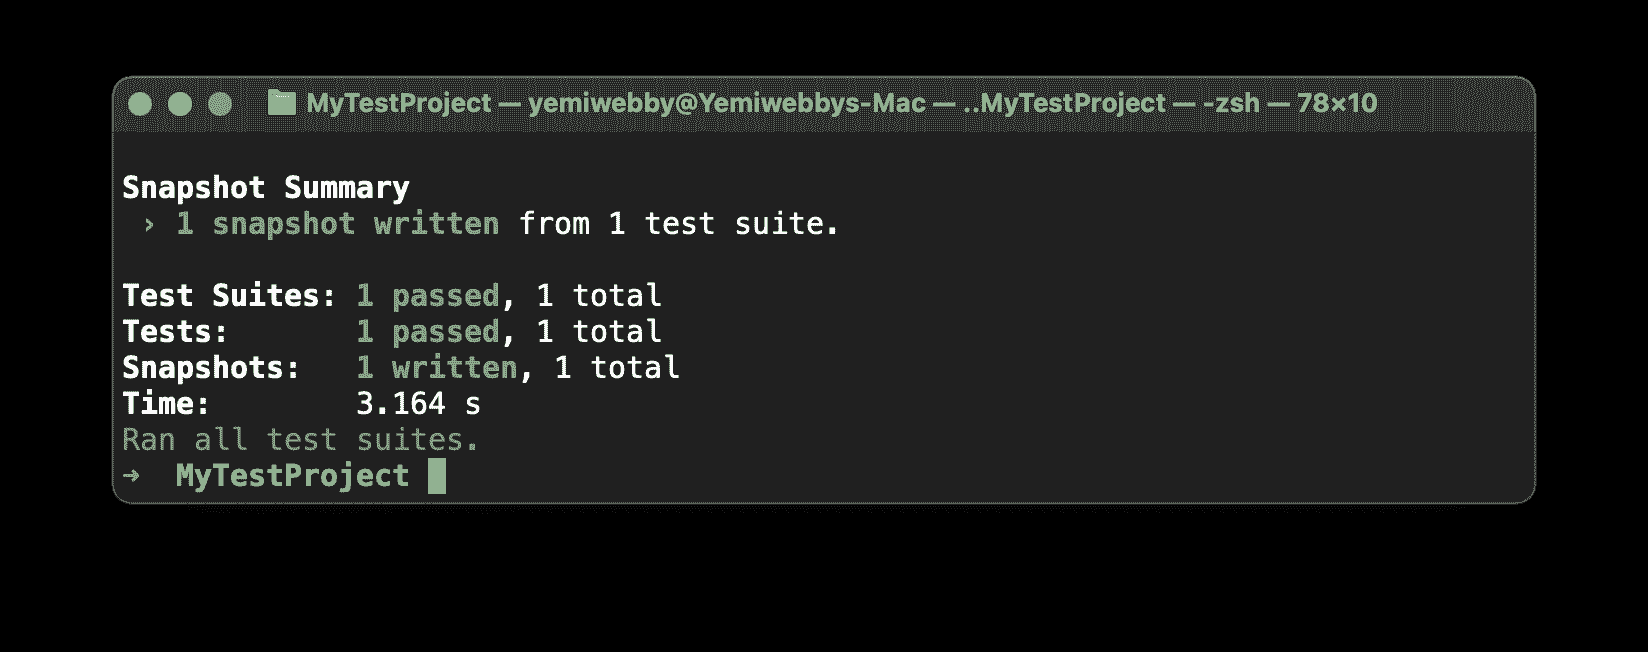 MyTestProject — yemiwebby@Yemiwebbys-Mac — ..MyTestProject — -zsh — 78×10
Snapshot Summary
› 1 snapshot written from 1 test suite.
Test Suites: 1 passed, 1 total
Tests: 1 passed, 1 total
Snapshots: 1 written, 1 total
Time: 3.164 s
Ran all test suites.
→ MyTestProject